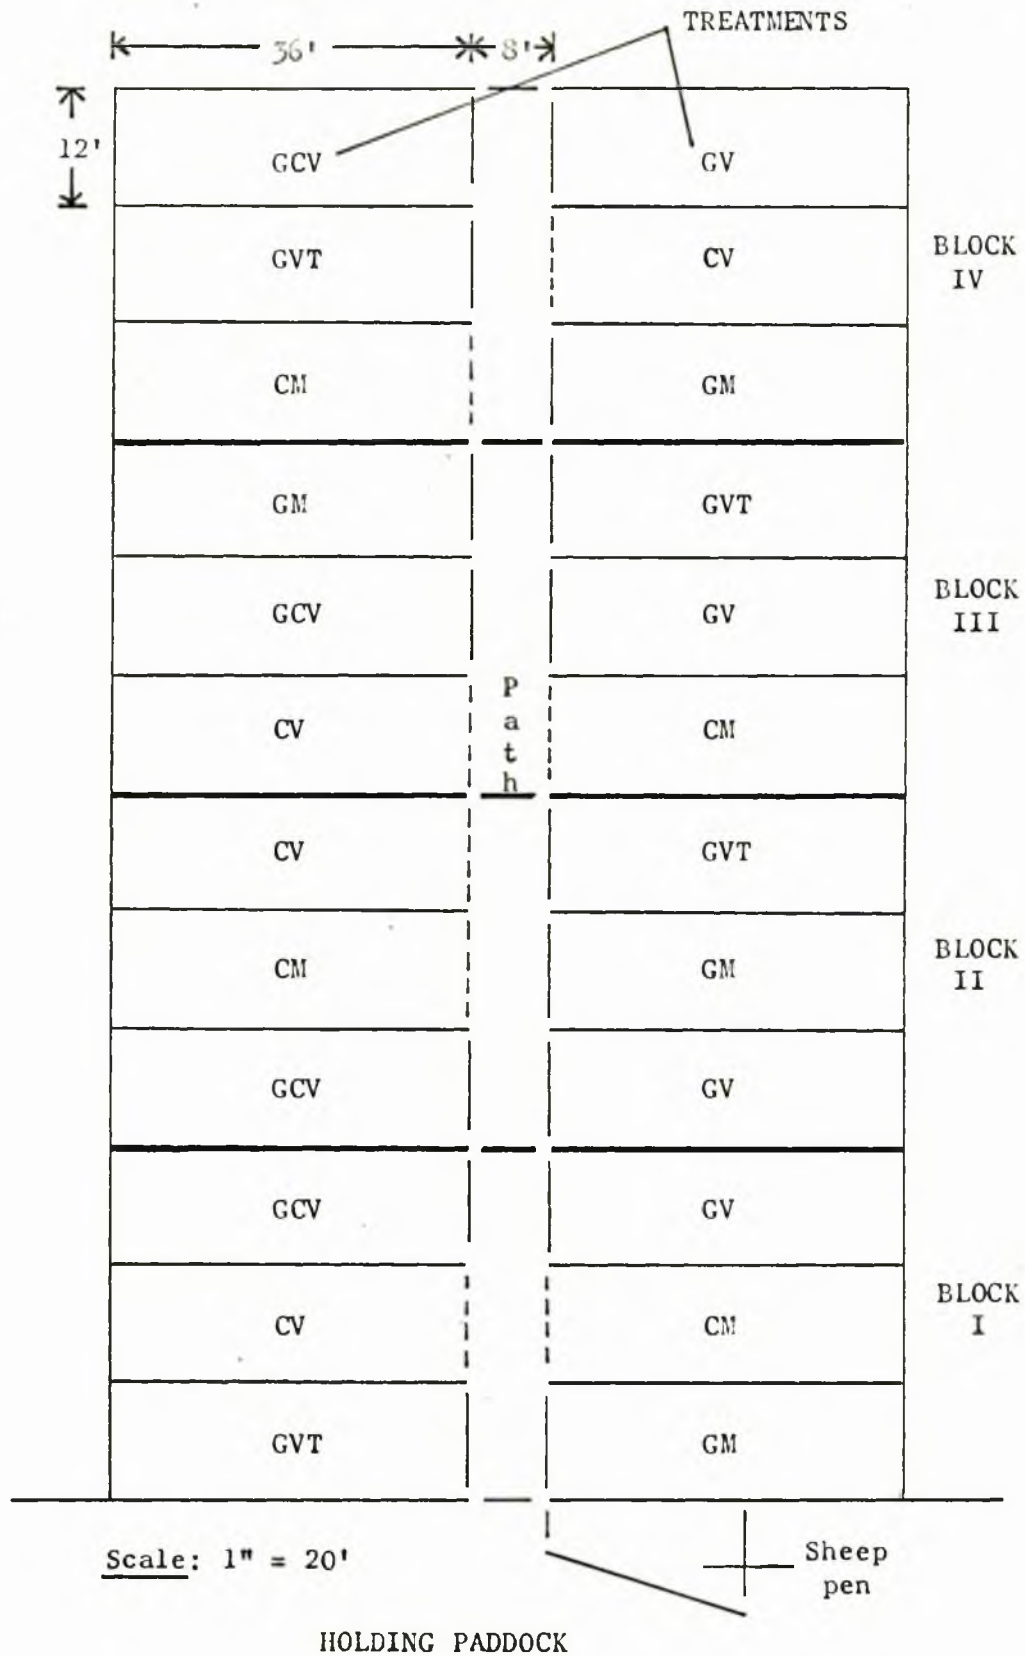 TREATMENTS
36' 8'
12'
GCV GV
GVT CV
BLOCK
IV
CM GM
GM GVT
GCV GV
BLOCK
III
Path
CV CM
CV GVT
CM GM
BLOCK
II
GCV GV
GCV GV
CV CM
BLOCK
I
GVT GM
Scale: 1" = 20'
Sheep
pen
HOLDING PADDOCK